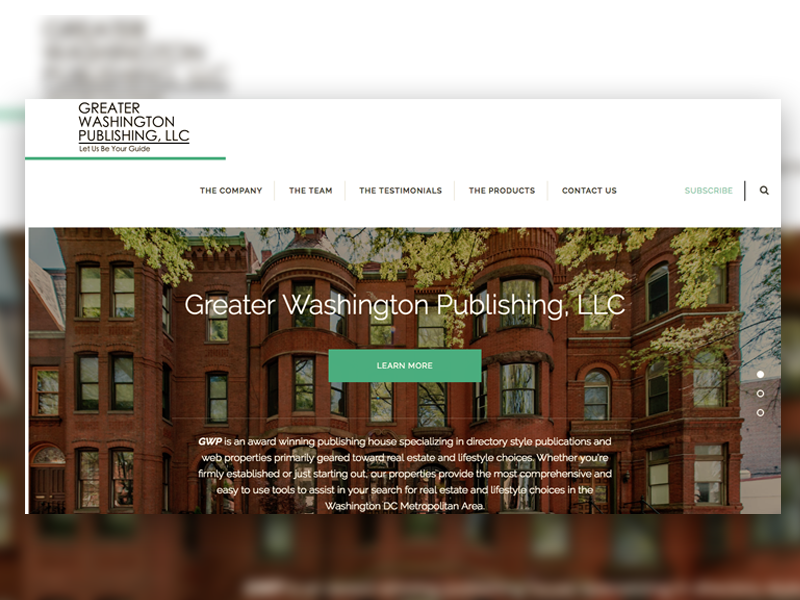 GREATER
WASHINGTON
PUBLISHING, LLC
GREATER
WASHINGTON
PUBLISHING, LLC
Let Us Be Your Guide
THE COMPANY THE TEAM THE TESTIMONIALS THE PRODUCTS CONTACT US SUBSCRIBE
Greater Washington Publishing, LLC
LEARN MORE
GWP is an award winning publishing house specializing in directory style publications and
web properties primarily geared toward real estate and lifestyle choices. Whether you're
firmly established or just starting out, our properties provide the most comprehensive and
easy to use tools to assist in your search for real estate and lifestyle choices in the
Washington DC Metropolitan Area.